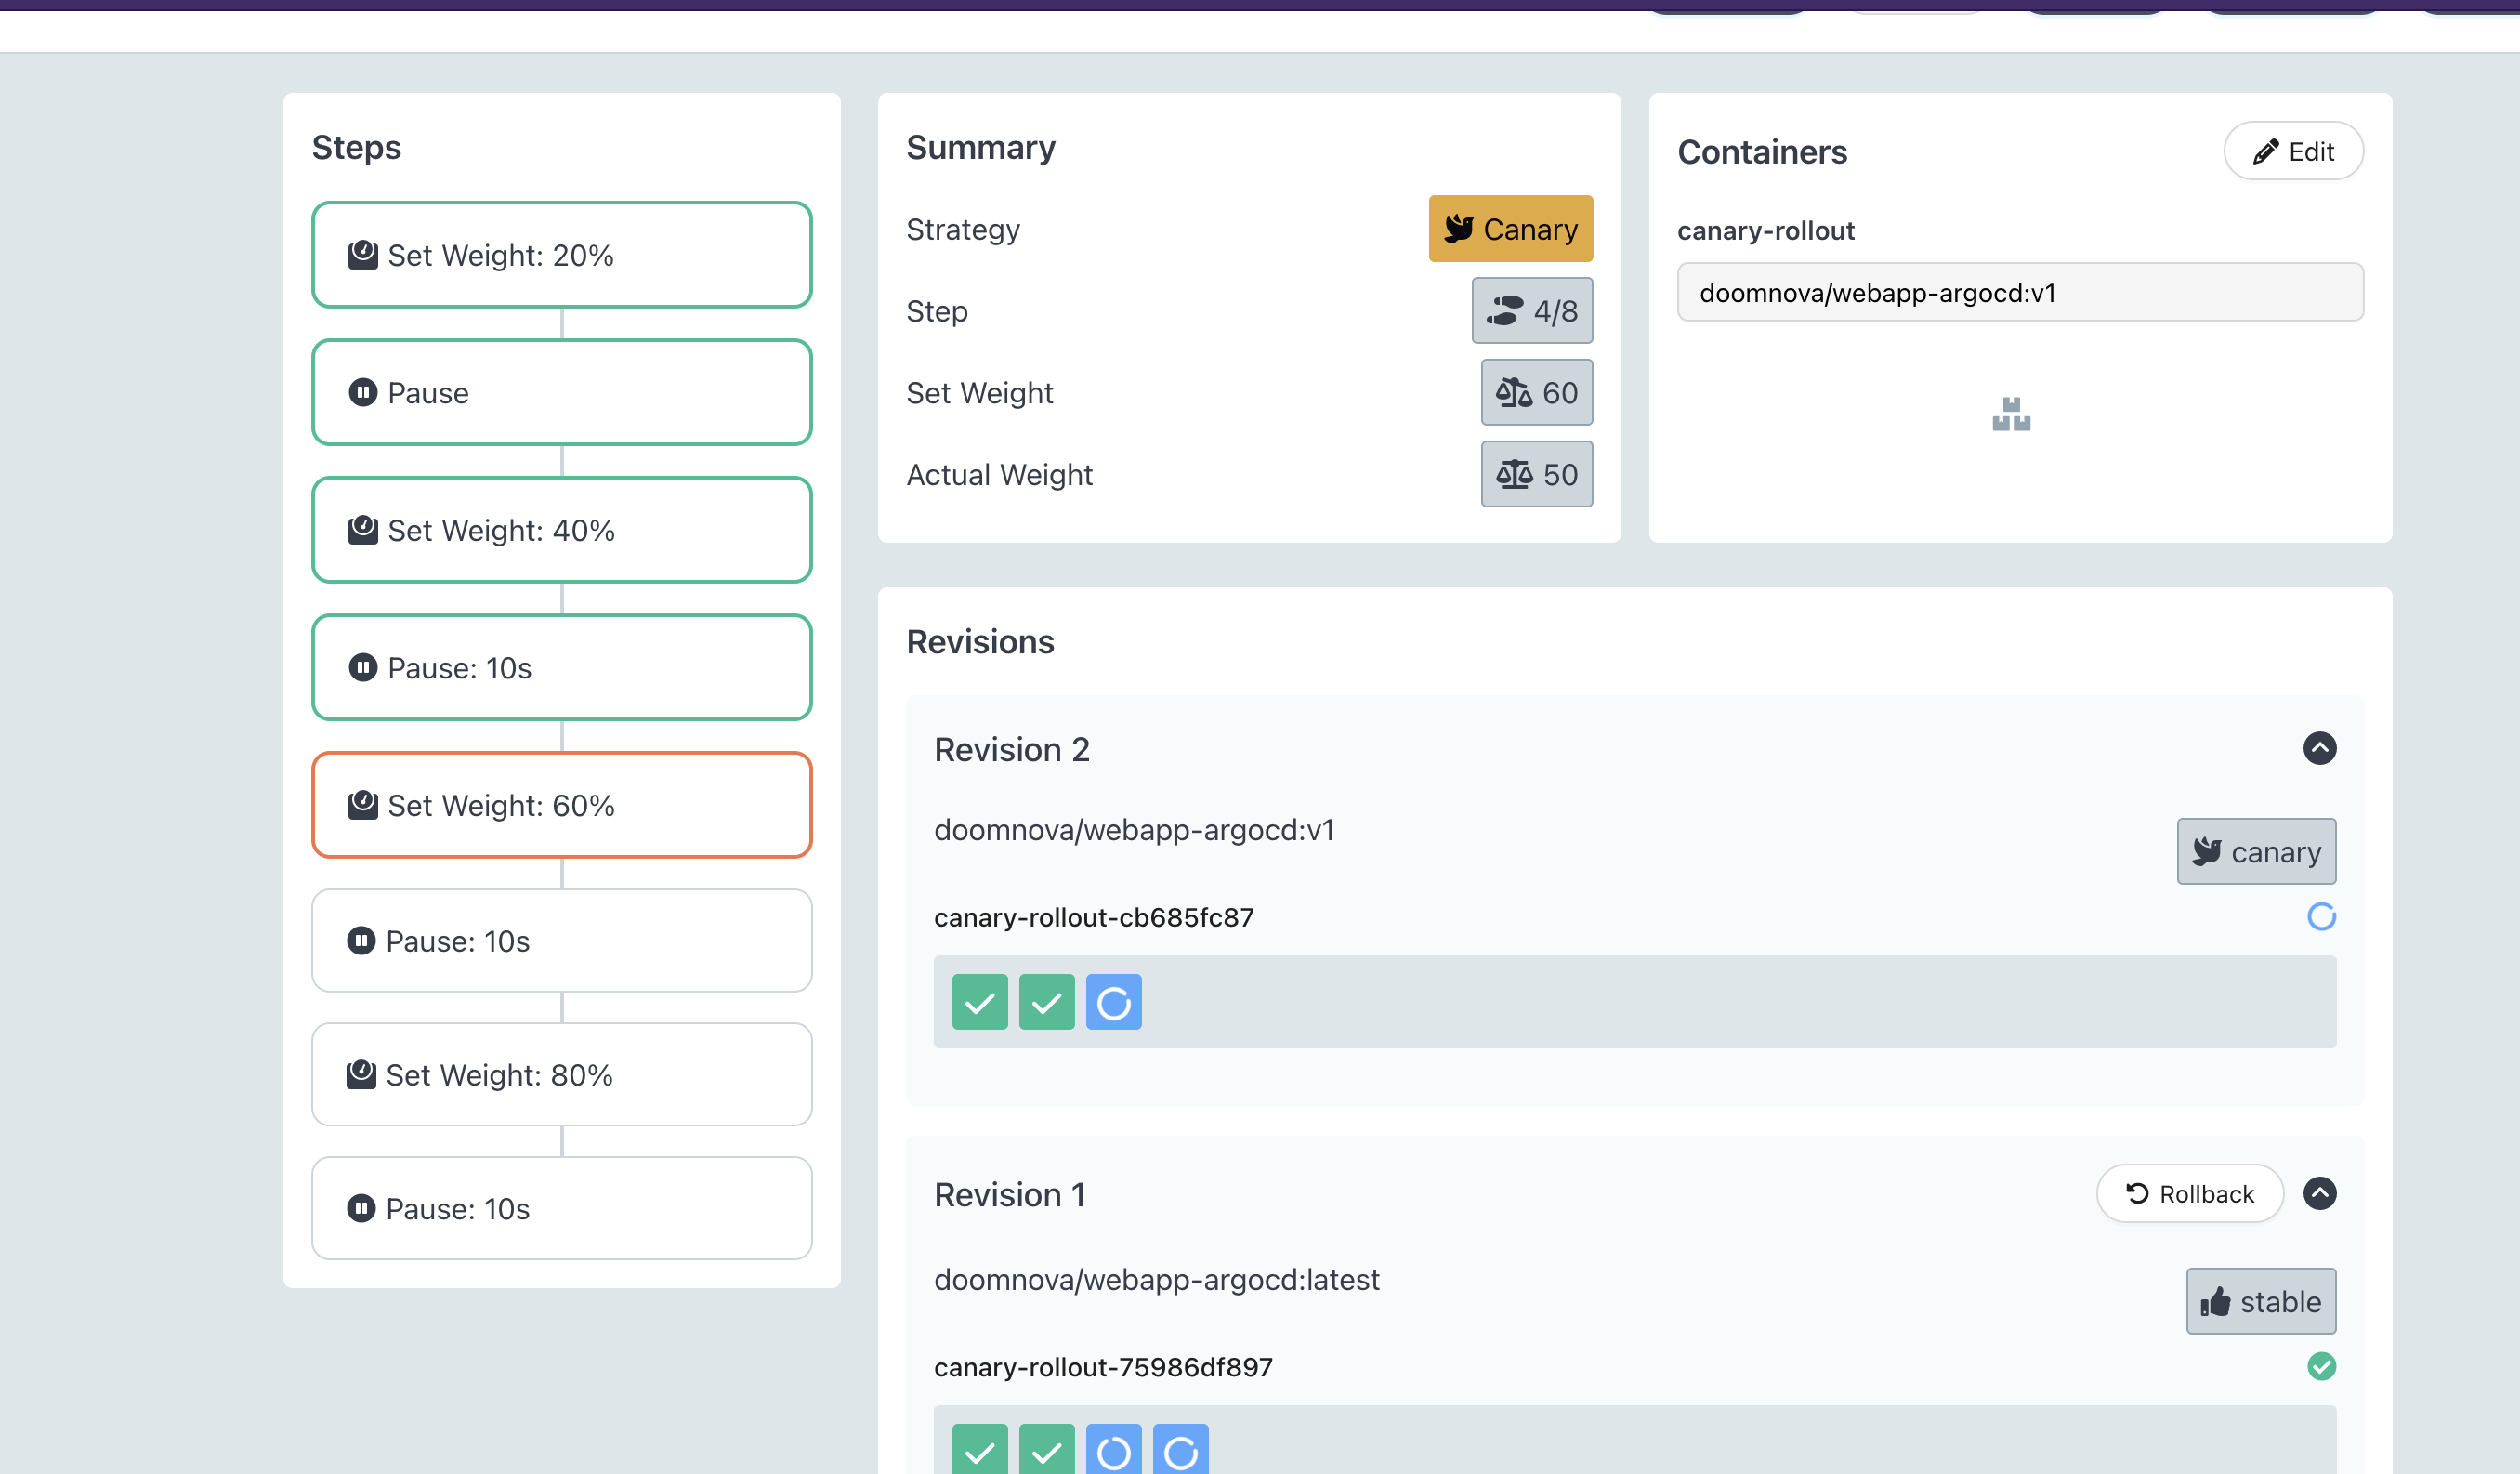 Steps
Set Weight: 20%
Pause
Set Weight: 40%
Pause: 10s
Set Weight: 60%
Pause: 10s
Set Weight: 80%
Pause: 10s
Summary
Strategy
Canary
Step
4/8
Set Weight
60
Actual Weight
50
Containers
Edit
canary-rollout
doomnova/webapp-argocd:v1
Revisions
Revision 2
doomnova/webapp-argocd:v1
canary
canary-rollout-cb685fc87
Revision 1
Rollback
doomnova/webapp-argocd:latest
stable
canary-rollout-75986df897